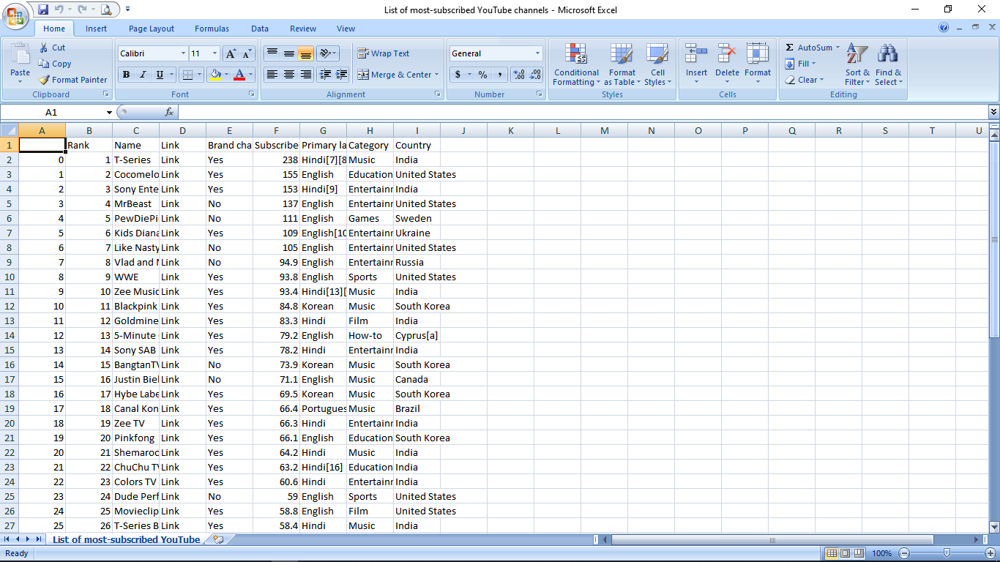 List of most-subscribed YouTube channels - Microsoft Excel
Home Insert Page Layout Formulas Data Review View
Paste Cut Copy Format Painter
Calibri 11 A A
B I U A
Wrap Text
Merge & Center
General
$ % , .0 .00 .00 .0
Conditional Formatting Format as Table Cell Styles
Insert Delete Format
Σ AutoSum Fill Clear
Sort & Filter Find & Select
Clipboard Font Alignment Number Styles Cells Editing
A1 fx
A B C D E F G H I J K L M N O P Q R S T U
1 Rank Name Link Brand cha Subscribe Primary la Category Country
2 0 1 T-Series Link Yes 238 Hindi[7][8 Music India
3 1 2 Cocomelo Link Yes 155 English Education United States
4 2 3 Sony Ente Link Yes 153 Hindi[9] Entertainm India
5 3 4 MrBeast Link No 137 English Entertainm United States
6 4 5 PewDiePi Link No 111 English Games Sweden
7 5 6 Kids Diana Link Yes 109 English[10 Entertainm Ukraine
8 6 7 Like Nasty Link No 105 English Entertainm United States
9 7 8 Vlad and N Link No 94.9 English Entertainm Russia
10 8 9 WWE Link Yes 93.8 English Sports United States
11 9 10 Zee Music Link Yes 93.4 Hindi[13][ Music India
12 10 11 Blackpink Link Yes 84.8 Korean Music South Korea
13 11 12 Goldmine Link Yes 83.3 Hindi Film India
14 12 13 5-Minute Link Yes 79.2 English How-to Cyprus[a]
15 13 14 Sony SAB Link Yes 78.2 Hindi Entertainm India
16 14 15 BangtanTV Link No 73.9 Korean Music South Korea
17 15 16 Justin Biel Link No 71.1 English Music Canada
18 16 17 Hybe Labe Link Yes 69.5 Korean Music South Korea
19 17 18 Canal Kon Link Yes 66.4 Portugues Music Brazil
20 18 19 Zee TV Link Yes 66.3 Hindi Entertainm India
21 19 20 Pinkfong Link Yes 66.1 English Education South Korea
22 20 21 Shemaroo Link Yes 64.2 Hindi Music India
23 21 22 ChuChu TV Link Yes 63.2 Hindi[16] Education India
24 22 23 Colors TV Link Yes 60.6 Hindi Entertainm India
25 23 24 Dude Perf Link No 59 English Sports United States
26 24 25 Movieclip Link Yes 58.8 English Film United States
27 25 26 T-Series B Link Yes 58.4 Hindi Music India
List of most-subscribed YouTube
Ready 100%